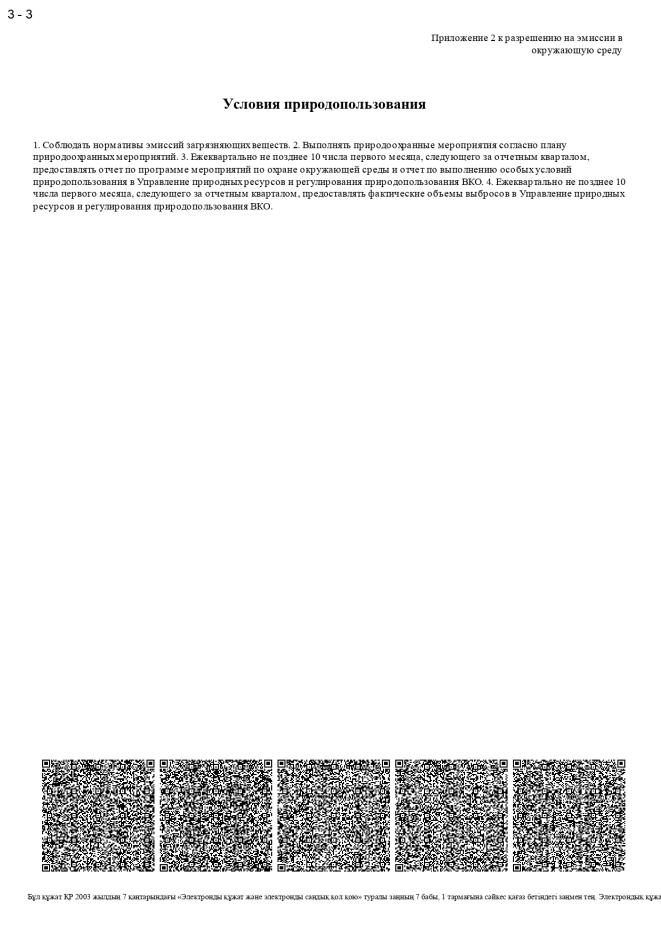 3 - 3
Приложение 2 к разрешению на эмиссии в
окружающую среду
Условия природопользования
1. Соблюдать нормативы эмиссий загрязняющих веществ. 2. Выполнять природоохранные мероприятия согласно плану
природоохранных мероприятий. 3. Ежеквартально не позднее 10 числа первого месяца, следующего за отчетным кварталом,
предоставлять отчет по программе мероприятий по охране окружающей среды и отчет по выполнению особых условий
природопользования в Управление природных ресурсов и регулирования природопользования ВКО. 4. Ежеквартально не позднее 10
числа первого месяца, следующего за отчетным кварталом, предоставлять фактические объемы выбросов в Управление природных
ресурсов и регулирования природопользования ВКО.
Бұл құжат ҚР 2003 жылдың 7 қаңтарындағы «Электронды құжат және электронды сандық қол қою» туралы заңның 7 бабы, 1 тармағына сәйкес қағаз бетіндегі заңмен тең. Электрондық құжа